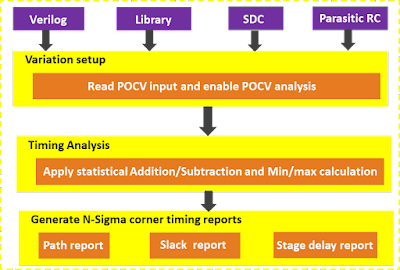 Verilog
Library
SDC
Parasitic RC
Variation setup
Read POCV input and enable POCV analysis
Timing Analysis
Apply statistical Addition/Subtraction and Min/max calculation
Generate N-Sigma corner timing reports
Path report
Slack report
Stage delay report